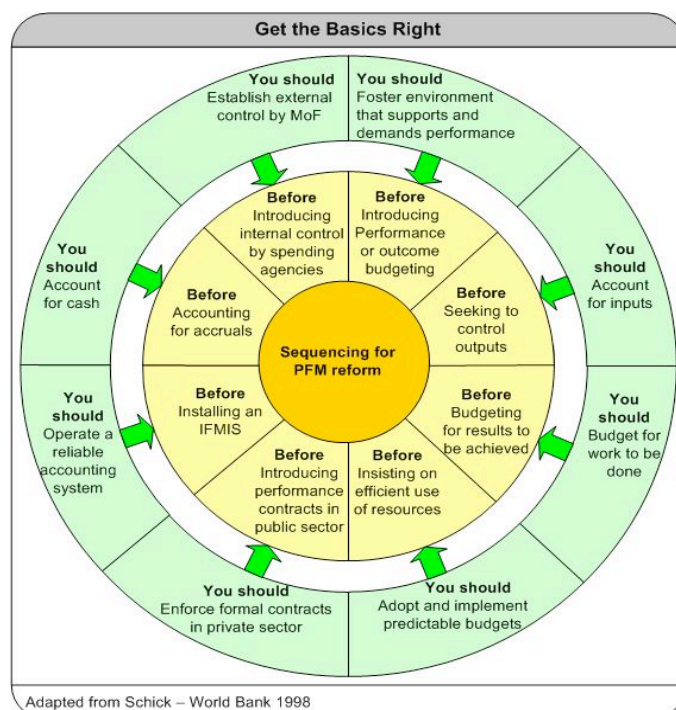 Get the Basics Right
You should
Establish external
control by MoF
You should
Foster environment
that supports and
demands performance
Before
Introducing
internal control
by spending
agencies
Before
Introducing
Performance
or outcome
budgeting
You
should
Account
for cash
Before
Accounting
for accruals
Before
Seeking to
control
outputs
You
should
Account
for inputs
Sequencing for
PFM reform
You
should
Operate a
reliable
accounting
system
Before
Installing an
IFMIS
Before
Budgeting
for results to
be achieved
You
should
Budget for
work to be
done
Before
Introducing
performance
contracts in
public sector
Before
Insisting on
efficient use
of resources
You should
Enforce formal contracts
in private sector
You should
Adopt and implement
predictable budgets
Adapted from Schick – World Bank 1998